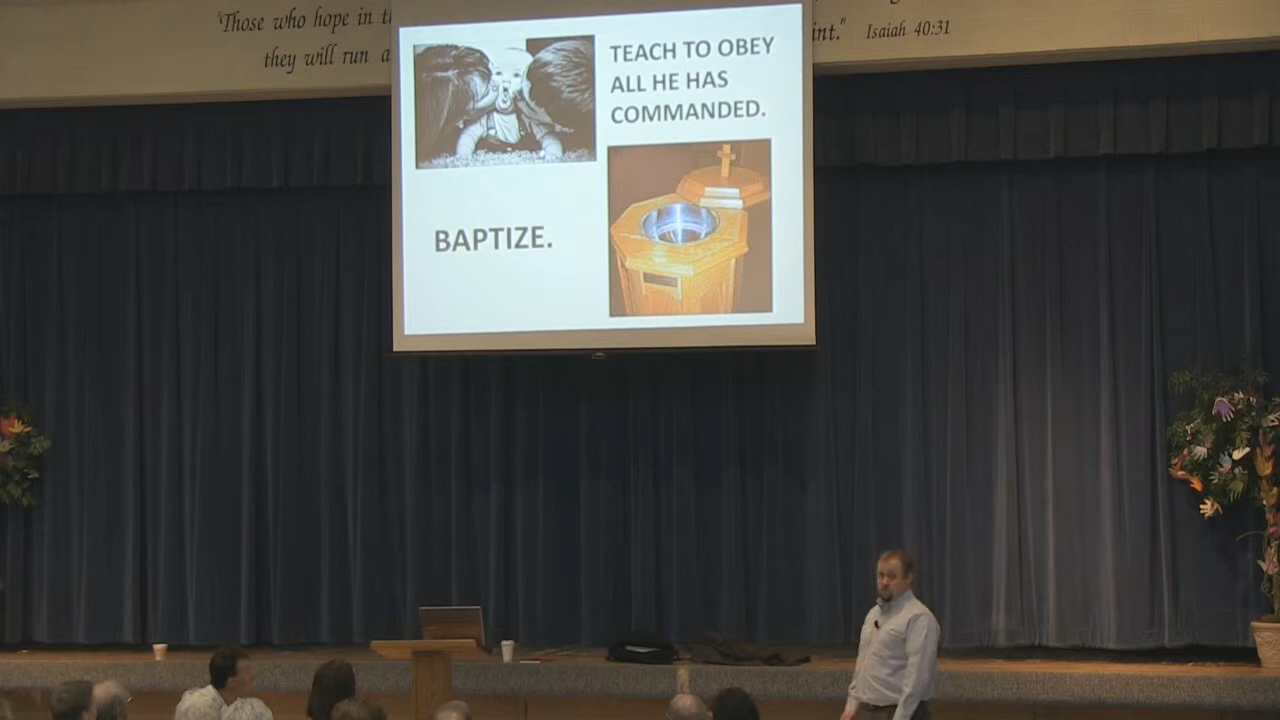 "Those who hope in
they will run
int." Isaiah 40:31
TEACH TO OBEY
ALL HE HAS
COMMANDED.
BAPTIZE.